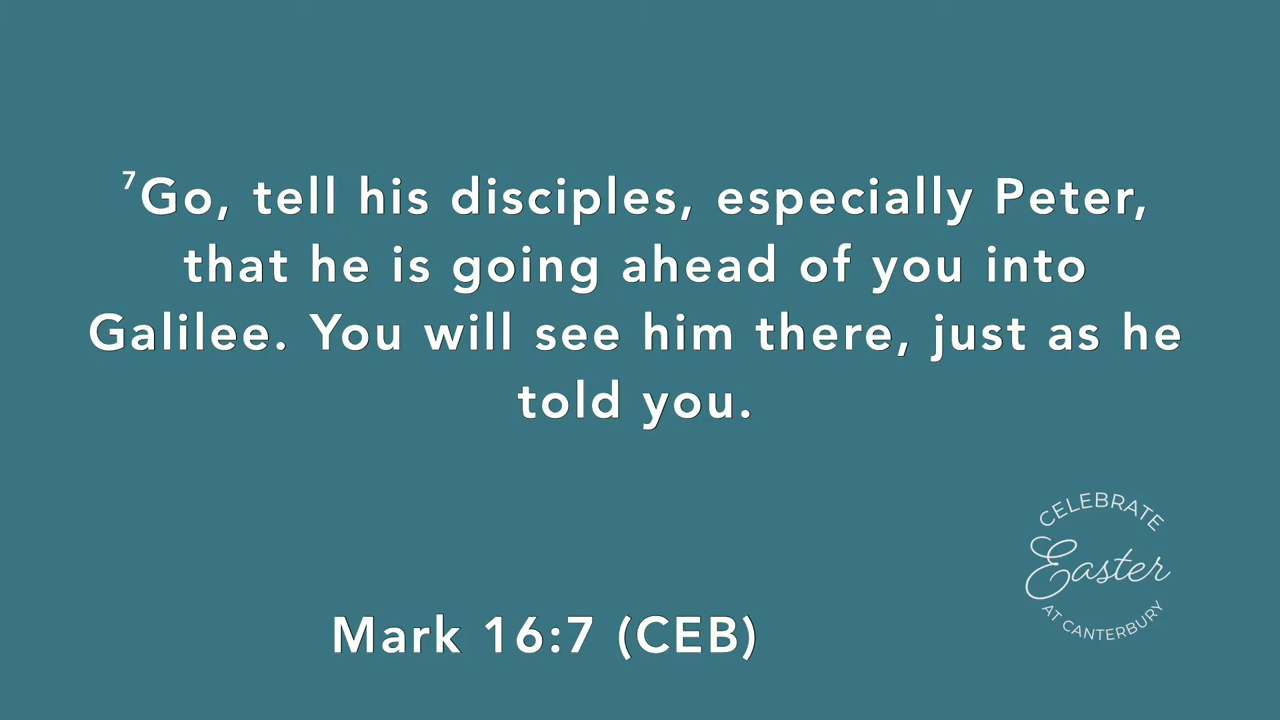 ⁷Go, tell his disciples, especially Peter,
that he is going ahead of you into
Galilee. You will see him there, just as he
told you.
CELEBRATE
Easter
AT CANTERBURY
Mark 16:7 (CEB)